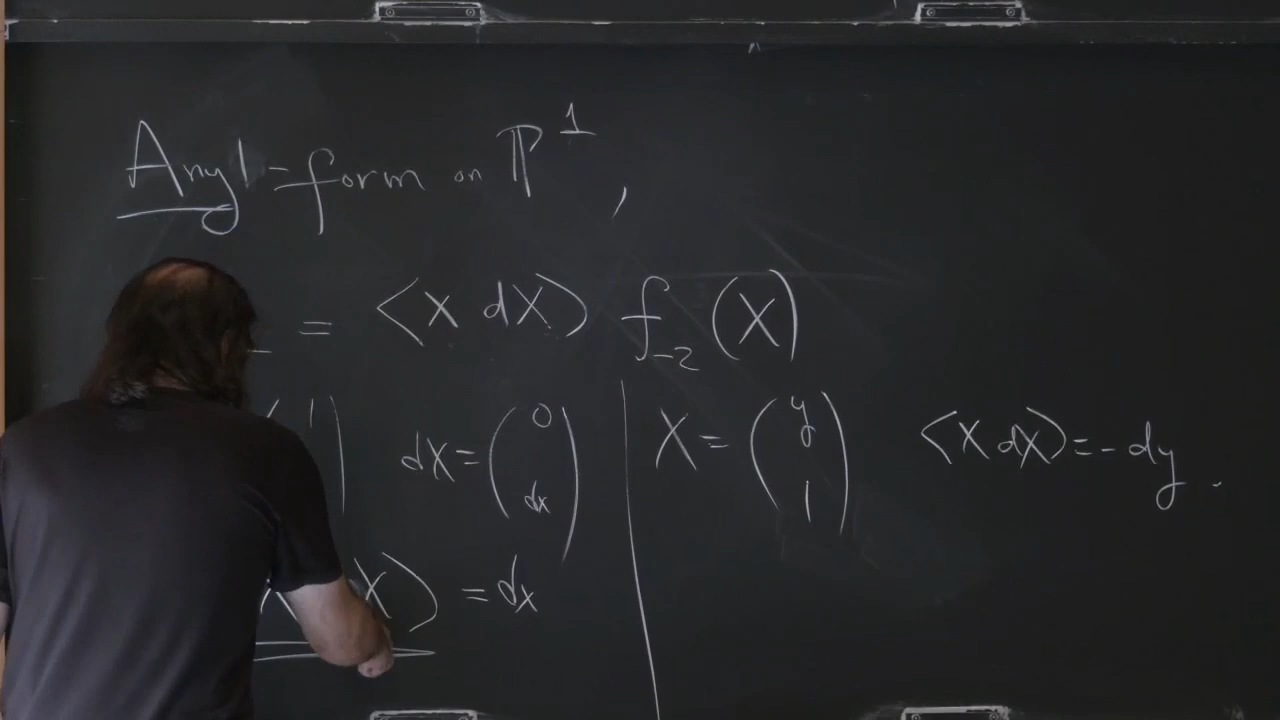 Any 1-form on ℙ¹,
= ⟨X dX⟩ f₋₂(X)
dX = (0 dx)
X = (y 1) ⟨X dX⟩ = - dy.
X⟩ = dx